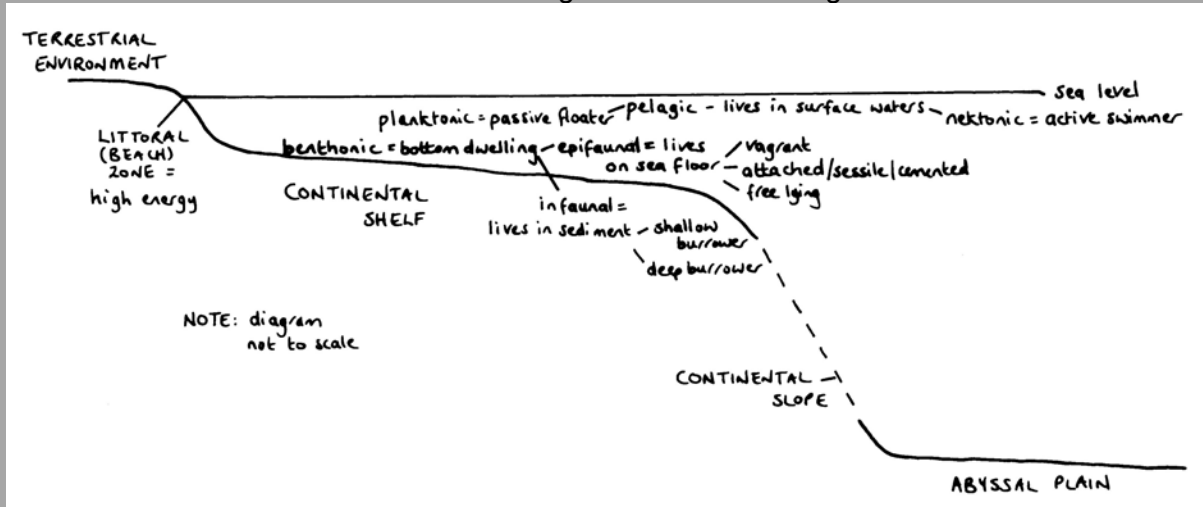 TERRESTRIAL
ENVIRONMENT
sea level
planktonic = passive floater - pelagic - lives in surface waters - nektonic = active swimmer
LITTORAL
(BEACH)
ZONE =
high energy
benthonic = bottom dwelling - epifaunal = lives
on sea floor
vagrant
attached/sessile/cemented
free lying
CONTINENTAL
SHELF
infaunal =
lives in sediment
shallow
burrower
deep burrower
NOTE: diagram
not to scale
CONTINENTAL
SLOPE
ABYSSAL PLAIN